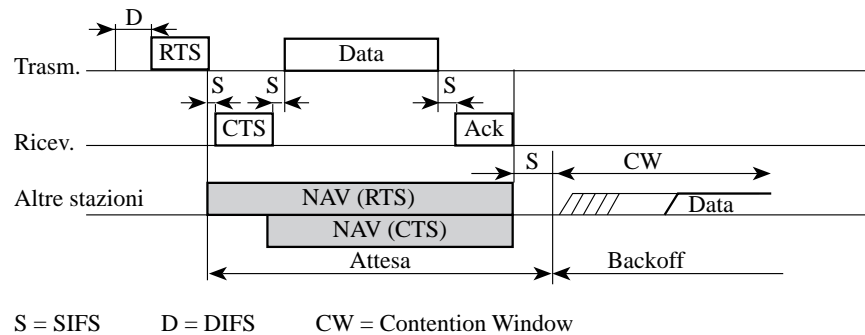 D
RTS
Data
Trasm.
S
S
S
CTS
Ack
Ricev.
S
CW
Altre stazioni
NAV (RTS)
Data
NAV (CTS)
Attesa
Backoff
S = SIFS D = DIFS CW = Contention Window